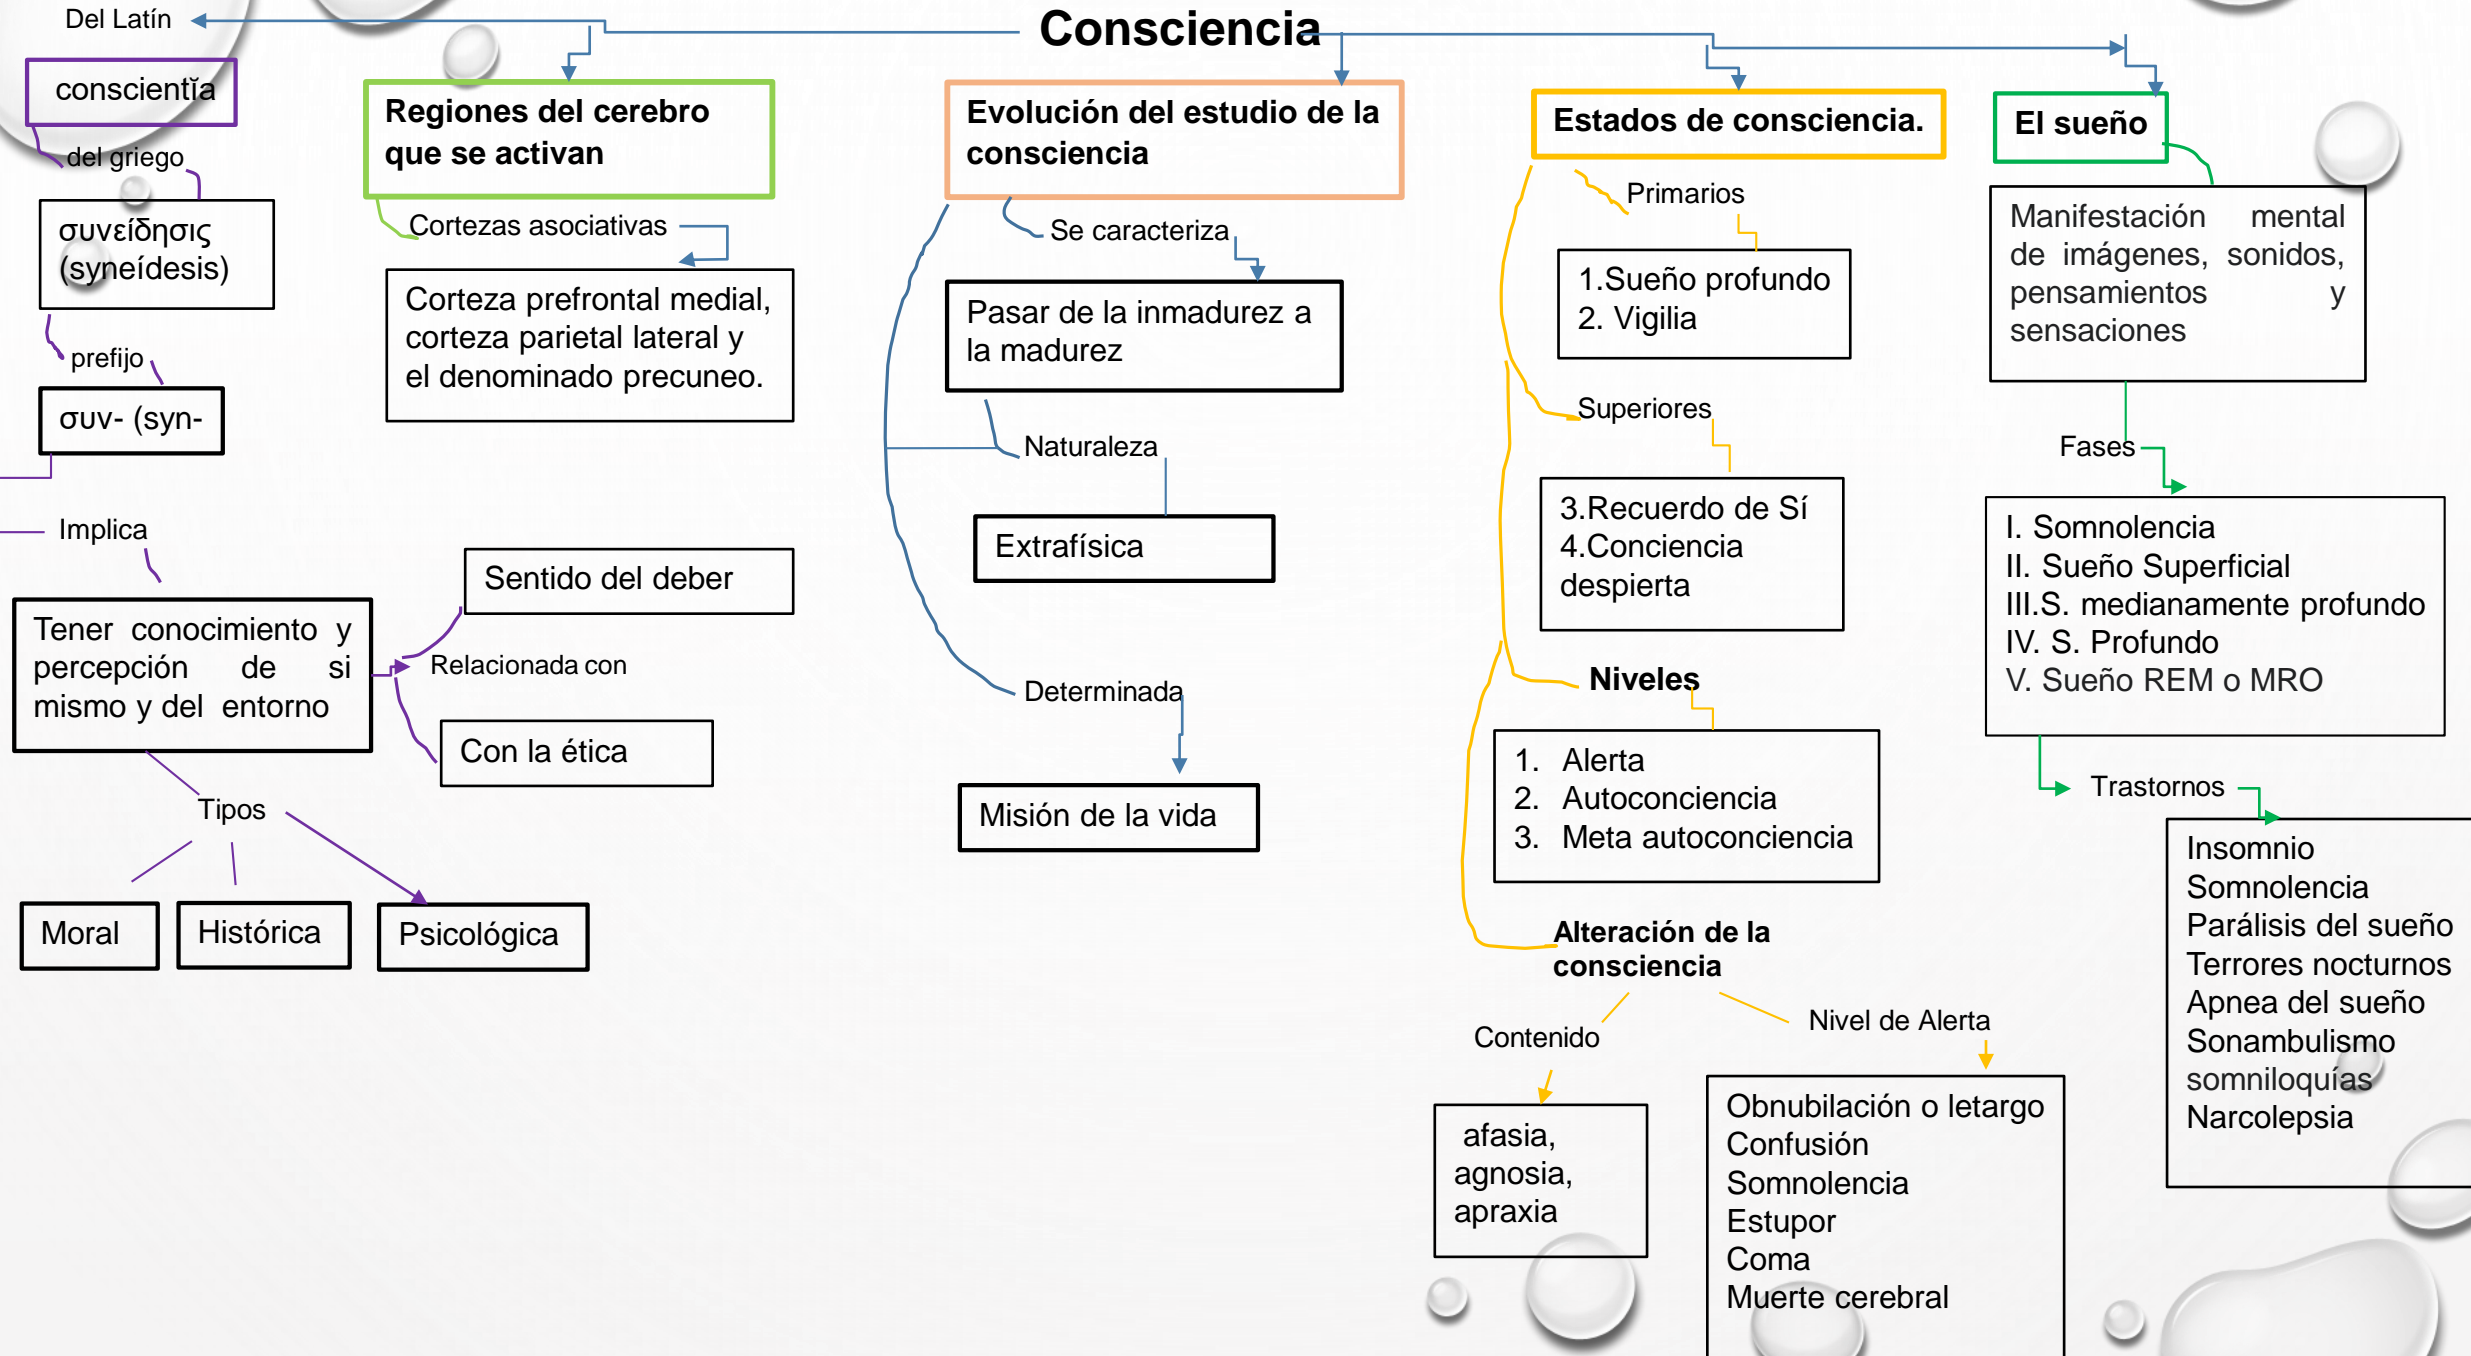 Consciencia
Del Latín
conscientĭa
del griego
συνείδησις
(syneídesis)
prefijo
συν- (syn-
Implica
Tener conocimiento y
percepción de si
mismo y del entorno
Relacionada con
Sentido del deber
Con la ética
Tipos
Moral
Histórica
Psicológica
Regiones del cerebro
que se activan
Cortezas asociativas
Corteza prefrontal medial,
corteza parietal lateral y
el denominado precuneo.
Evolución del estudio de la
consciencia
Se caracteriza
Pasar de la inmadurez a
la madurez
Naturaleza
Extrafísica
Determinada
Misión de la vida
Estados de consciencia.
Primarios
1.Sueño profundo
2. Vigilia
Superiores
3.Recuerdo de Sí
4.Conciencia
despierta
Niveles
1. Alerta
2. Autoconciencia
3. Meta autoconciencia
Alteración de la
consciencia
Contenido
afasia,
agnosia,
apraxia
Nivel de Alerta
Obnubilación o letargo
Confusión
Somnolencia
Estupor
Coma
Muerte cerebral
El sueño
Manifestación mental
de imágenes, sonidos,
pensamientos y
sensaciones
Fases
I. Somnolencia
II. Sueño Superficial
III.S. medianamente profundo
IV. S. Profundo
V. Sueño REM o MRO
Trastornos
Insomnio
Somnolencia
Parálisis del sueño
Terrores nocturnos
Apnea del sueño
Sonambulismo
somniloquías
Narcolepsia